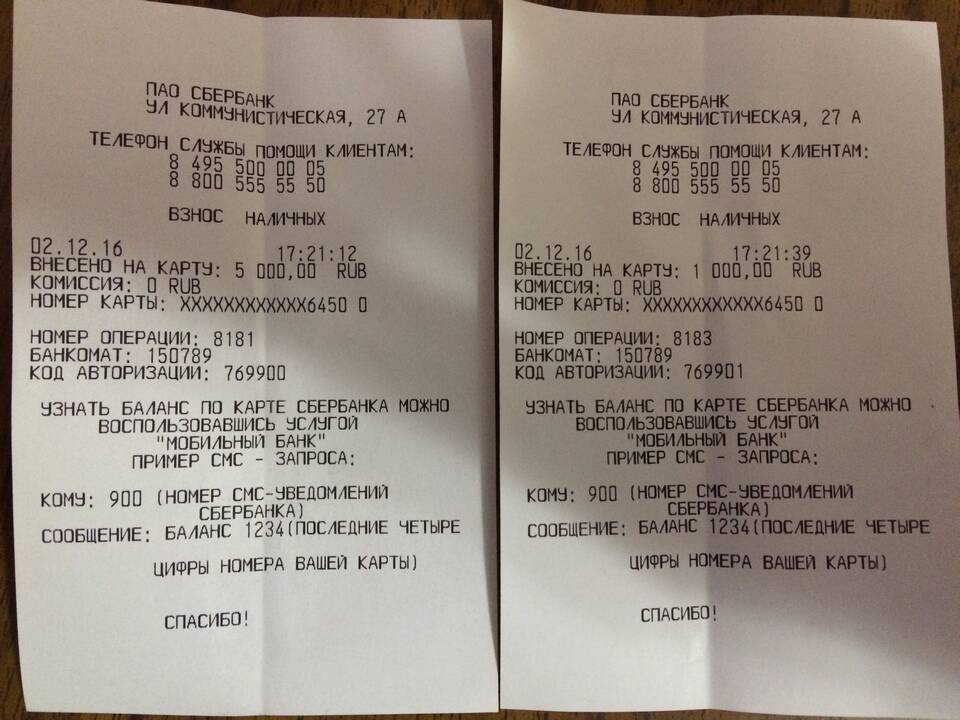 ПАО СБЕРБАНК
УЛ КОММУНИСТИЧЕСКАЯ, 27 А
ТЕЛЕФОН СЛУЖБЫ ПОМОЩИ КЛИЕНТАМ:
8 495 500 00 05
8 800 555 55 50
ВЗНОС НАЛИЧНЫХ
02.12.16 17:21:12
ВНЕСЕНО НА КАРТУ: 5 000,00 RUB
КОМИССИЯ: 0 RUB
НОМЕР КАРТЫ: XXXXXXXXXXXX6450 0
НОМЕР ОПЕРАЦИИ: 8181
БАНКОМАТ: 150789
КОД АВТОРИЗАЦИИ: 769900
УЗНАТЬ БАЛАНС ПО КАРТЕ СБЕРБАНКА МОЖНО
ВОСПОЛЬЗОВАВШИСЬ УСЛУГОЙ
"МОБИЛЬНЫЙ БАНК"
ПРИМЕР СМС - ЗАПРОСА:
КОМУ: 900 (НОМЕР СМС-УВЕДОМЛЕНИЙ
СБЕРБАНКА)
СООБЩЕНИЕ: БАЛАНС 1234(ПОСЛЕДНИЕ ЧЕТЫРЕ
ЦИФРЫ НОМЕРА ВАШЕЙ КАРТЫ)
СПАСИБО!
ПАО СБЕРБАНК
УЛ КОММУНИСТИЧЕСКАЯ, 27 А
ТЕЛЕФОН СЛУЖБЫ ПОМОЩИ КЛИЕНТАМ:
8 495 500 00 05
8 800 555 55 50
ВЗНОС НАЛИЧНЫХ
02.12.16 17:21:39
ВНЕСЕНО НА КАРТУ: 1 000,00 RUB
КОМИССИЯ: 0 RUB
НОМЕР КАРТЫ: XXXXXXXXXXXX6450 0
НОМЕР ОПЕРАЦИИ: 8183
БАНКОМАТ: 150789
КОД АВТОРИЗАЦИИ: 769901
УЗНАТЬ БАЛАНС ПО КАРТЕ СБЕРБАНКА МОЖНО
ВОСПОЛЬЗОВАВШИСЬ УСЛУГОЙ
"МОБИЛЬНЫЙ БАНК"
ПРИМЕР СМС - ЗАПРОСА:
КОМУ: 900 (НОМЕР СМС-УВЕДОМЛЕНИЙ
СБЕРБАНКА)
СООБЩЕНИЕ: БАЛАНС 1234(ПОСЛЕДНИЕ ЧЕТЫРЕ
ЦИФРЫ НОМЕРА ВАШЕЙ КАРТЫ)
СПАСИБО!